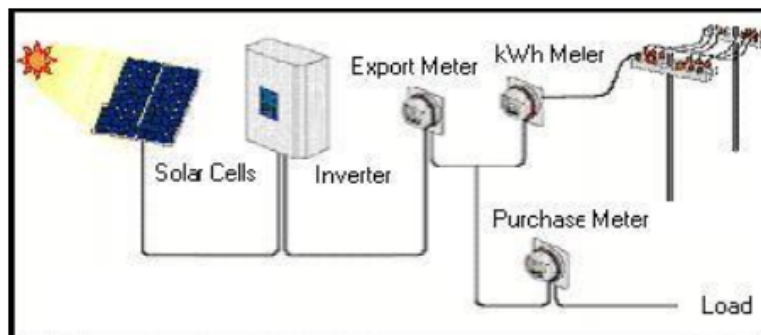 Export Meter
kWh Meter
Solar Cells
Inverter
Purchase Meter
Load